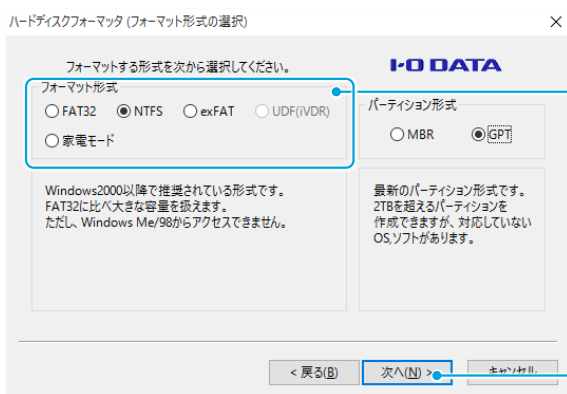 ハードディスクフォーマッタ (フォーマット形式の選択)
フォーマットする形式を次から選択してください。
I-O DATA
フォーマット形式
FAT32 NTFS exFAT UDF(iVDR)
家電モード
パーティション形式
MBR GPT
Windows2000以降で推奨されている形式です。
FAT32に比べ大きな容量を扱えます。
ただし、Windows Me/98からアクセスできません。
最新のパーティション形式です。
2TBを超えるパーティションを
作成できますが、対応していない
OS,ソフトがあります。
< 戻る(B) 次へ(N) > キャンセル